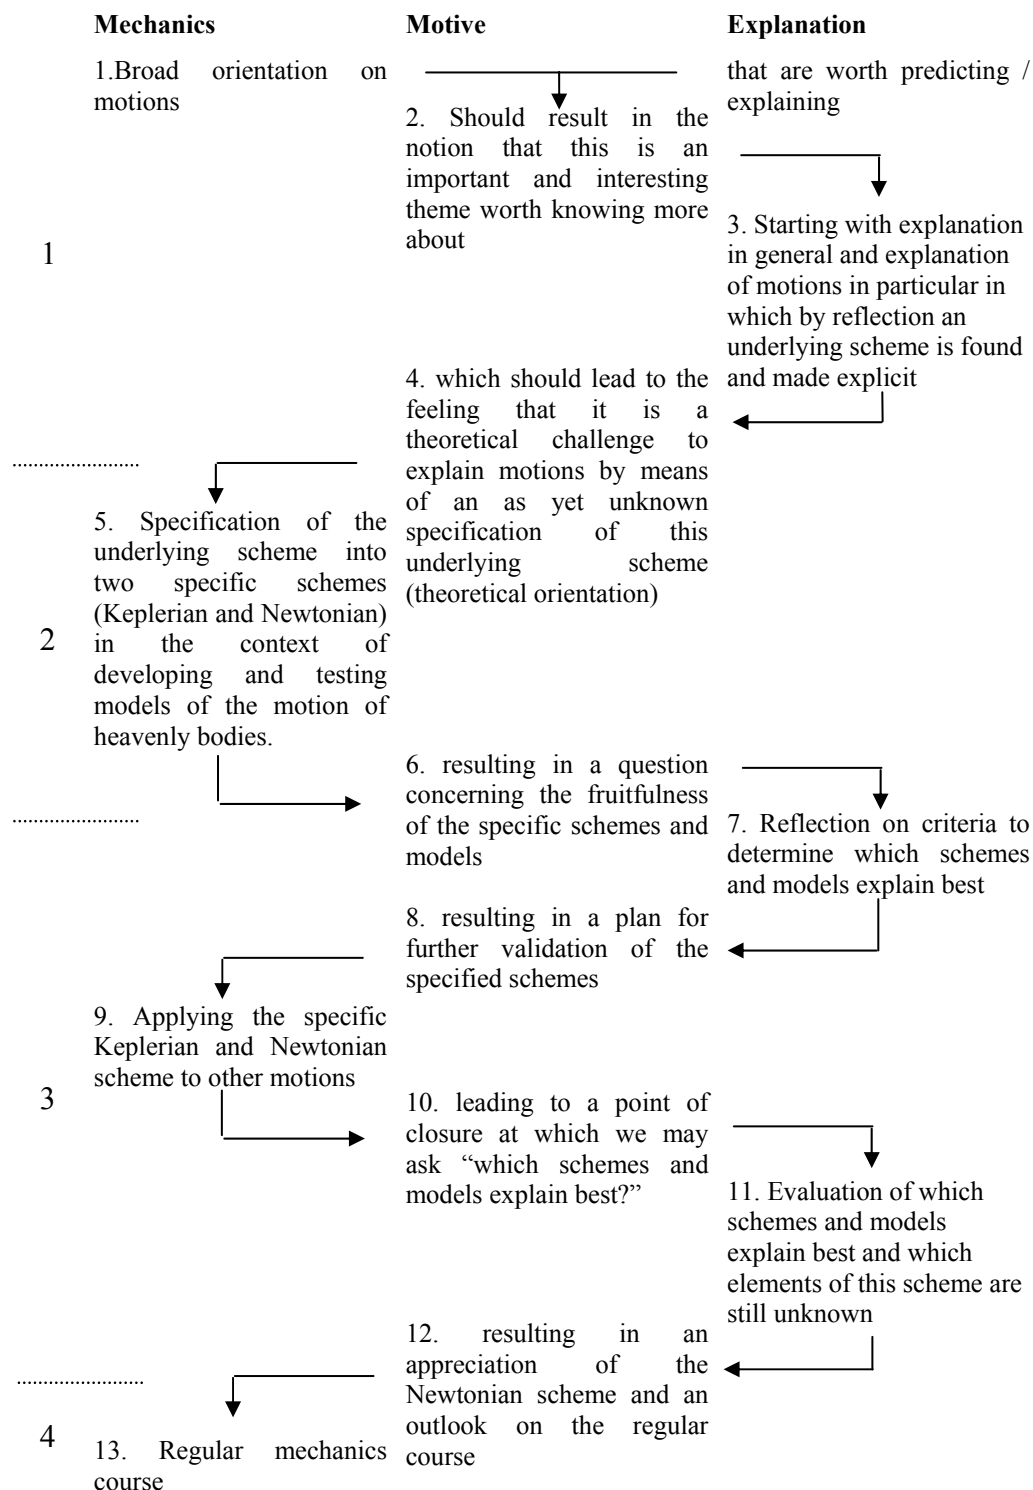 Mechanics Motive Explanation
1.Broad orientation on
motions
that are worth predicting /
explaining
2. Should result in the
notion that this is an
important and interesting
theme worth knowing more
about
1
3. Starting with explanation
in general and explanation
of motions in particular in
which by reflection an
underlying scheme is found
and made explicit
4. which should lead to the
feeling that it is a
theoretical challenge to
explain motions by means
of an as yet unknown
specification of this
underlying scheme
(theoretical orientation)
.........................
5. Specification of the
underlying scheme into
two specific schemes
(Keplerian and Newtonian)
in the context of
developing and testing
models of the motion of
heavenly bodies.
2
6. resulting in a question
concerning the fruitfulness
of the specific schemes and
models
.........................
7. Reflection on criteria to
determine which schemes
and models explain best
8. resulting in a plan for
further validation of the
specified schemes
9. Applying the specific
Keplerian and Newtonian
scheme to other motions
3
10. leading to a point of
closure at which we may
ask “which schemes and
models explain best?”
11. Evaluation of which
schemes and models
explain best and which
elements of this scheme are
still unknown
12. resulting in an
appreciation of the
Newtonian scheme and an
outlook on the regular
course
.........................
4
13. Regular mechanics
course